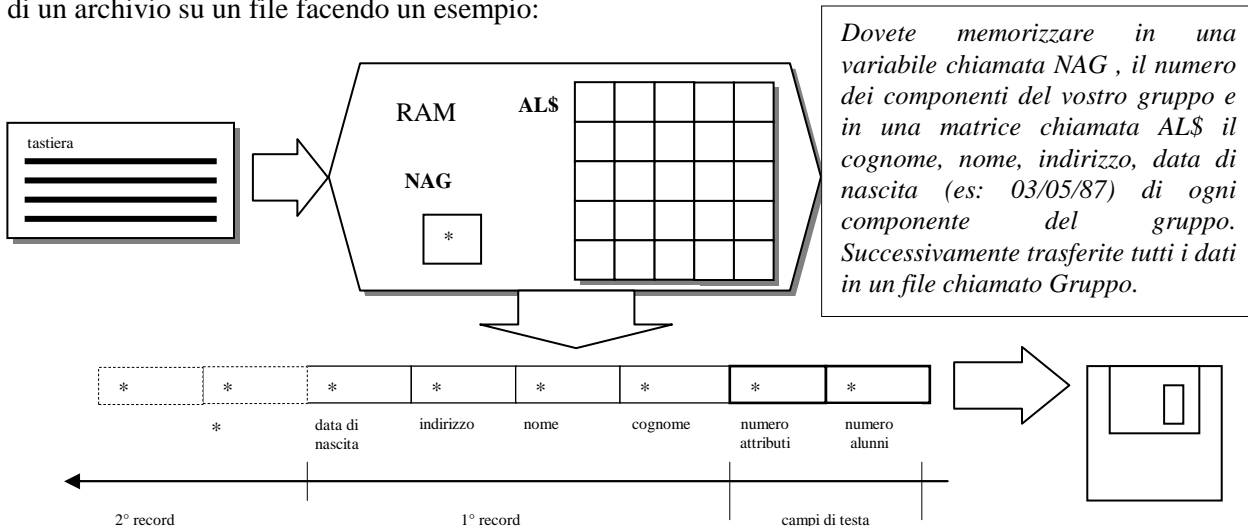 di un archivio su un file facendo un esempio:
Dovete memorizzare in una
variabile chiamata NAG , il numero
dei componenti del vostro gruppo e
in una matrice chiamata AL$ il
cognome, nome, indirizzo, data di
nascita (es: 03/05/87) di ogni
componente del gruppo.
Successivamente trasferite tutti i dati
in un file chiamato Gruppo.
tastiera
RAM
AL$
NAG
*
* * * * * * * *
*
data di
nascita
indirizzo
nome
cognome
numero
attributi
numero
alunni
2° record
1° record
campi di testa